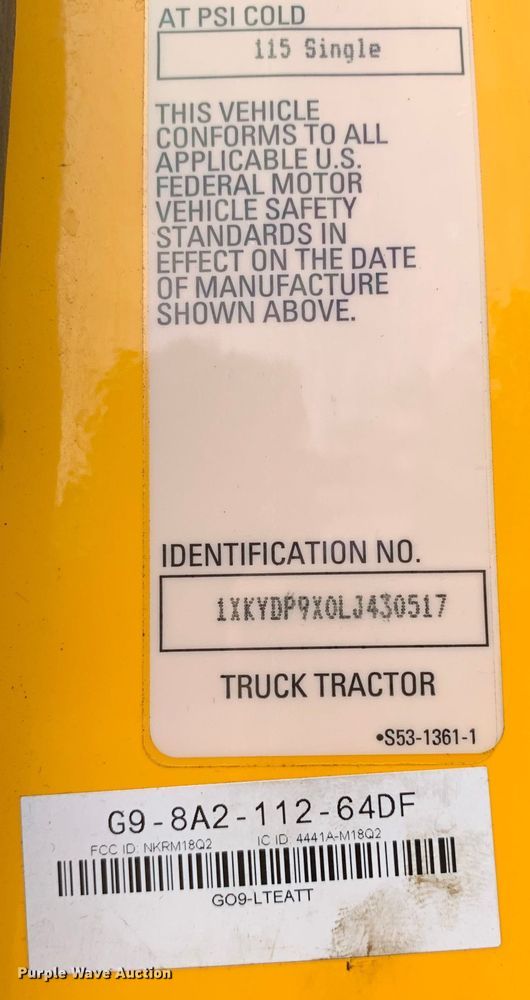 AT PSI COLD
115 Single
THIS VEHICLE
CONFORMS TO ALL
APPLICABLE U.S.
FEDERAL MOTOR
VEHICLE SAFETY
STANDARDS IN
EFFECT ON THE DATE
OF MANUFACTURE
SHOWN ABOVE.
IDENTIFICATION NO.
1XKYDP9X0LJ430517
TRUCK TRACTOR
•S53-1361-1
G9-8A2-112-64DF
FCC ID: NKRM18Q2 IC ID: 4441A-M18Q2
GO9-LTEATT
Purple Wave Auction